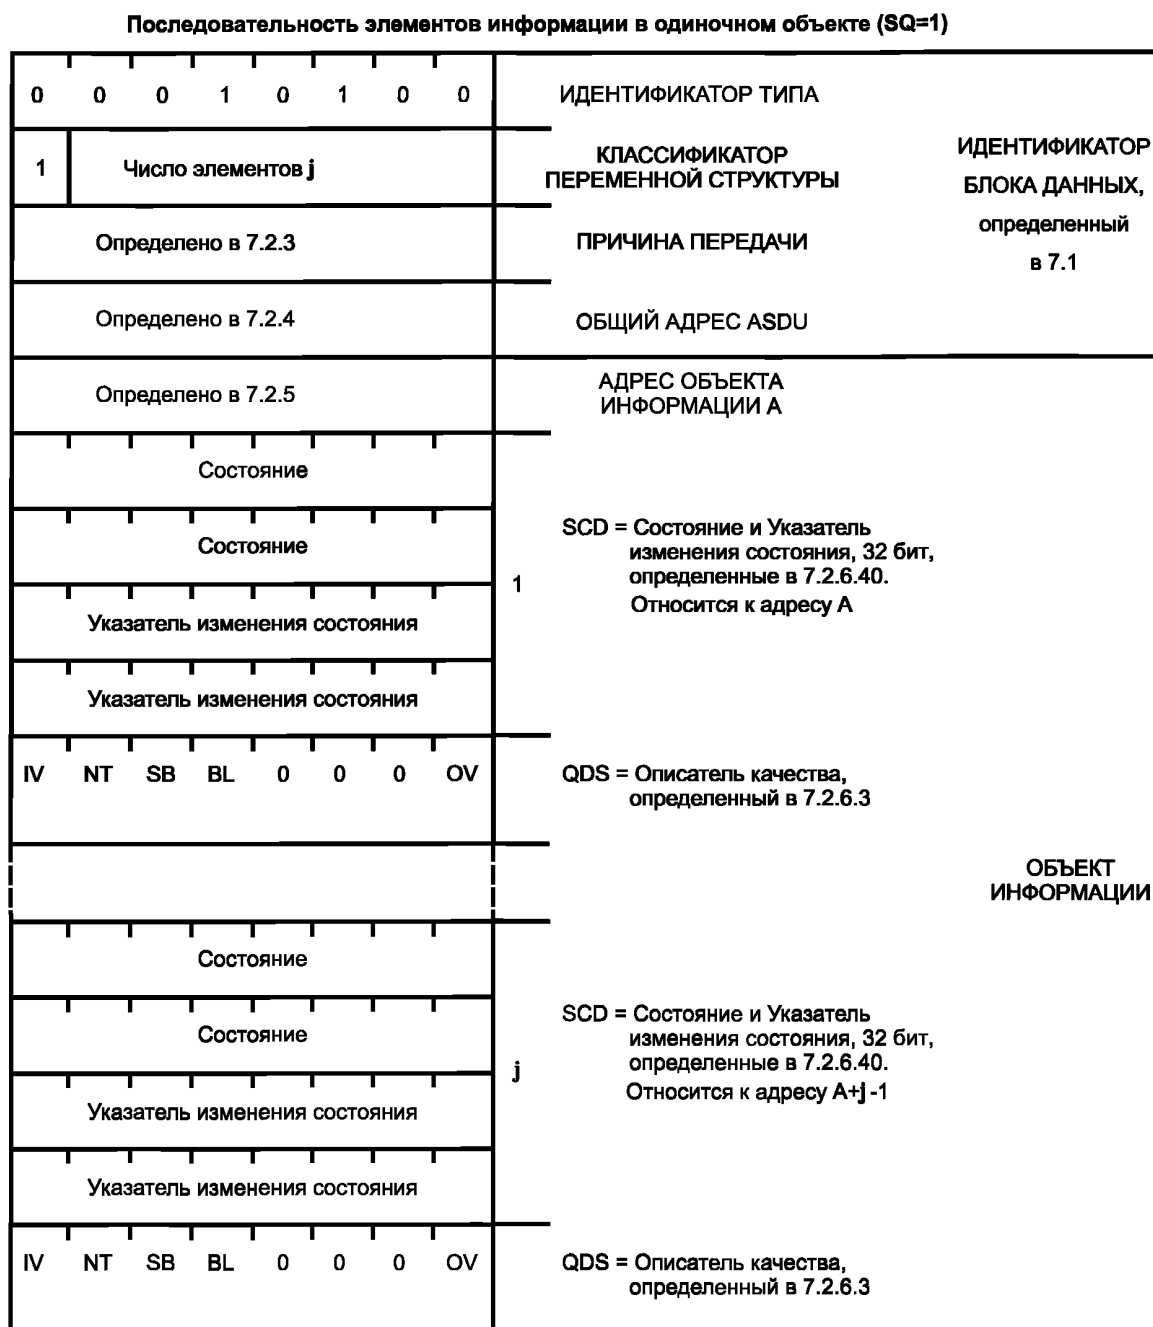 Последовательность элементов информации в одиночном объекте (SQ=1)
0 0 0 1 0 1 0 0
ИДЕНТИФИКАТОР ТИПА
1
Число элементов j
КЛАССИФИКАТОР
ПЕРЕМЕННОЙ СТРУКТУРЫ
ИДЕНТИФИКАТОР
БЛОКА ДАННЫХ,
определенный
в 7.1
Определено в 7.2.3
ПРИЧИНА ПЕРЕДАЧИ
Определено в 7.2.4
ОБЩИЙ АДРЕС ASDU
Определено в 7.2.5
АДРЕС ОБЪЕКТА
ИНФОРМАЦИИ А
Состояние
Состояние
Указатель изменения состояния
Указатель изменения состояния
1
SCD = Состояние и Указатель
изменения состояния, 32 бит,
определенные в 7.2.6.40.
Относится к адресу А
IV NT SB BL 0 0 0 OV
QDS = Описатель качества,
определенный в 7.2.6.3
ОБЪЕКТ
ИНФОРМАЦИИ
Состояние
Состояние
Указатель изменения состояния
Указатель изменения состояния
j
SCD = Состояние и Указатель
изменения состояния, 32 бит,
определенные в 7.2.6.40.
Относится к адресу А+j -1
IV NT SB BL 0 0 0 OV
QDS = Описатель качества,
определенный в 7.2.6.3